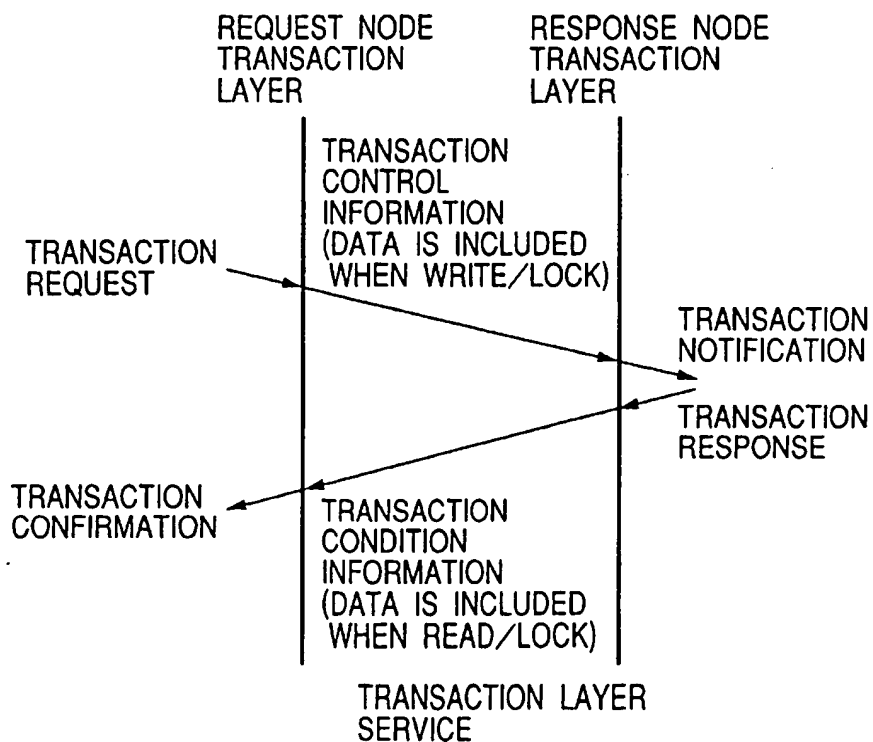 REQUEST NODE
TRANSACTION
LAYER
RESPONSE NODE
TRANSACTION
LAYER
TRANSACTION
CONTROL
INFORMATION
(DATA IS INCLUDED
WHEN WRITE/LOCK)
TRANSACTION
REQUEST
TRANSACTION
NOTIFICATION
TRANSACTION
RESPONSE
TRANSACTION
CONFIRMATION
TRANSACTION
CONDITION
INFORMATION
(DATA IS INCLUDED
WHEN READ/LOCK)
TRANSACTION LAYER
SERVICE